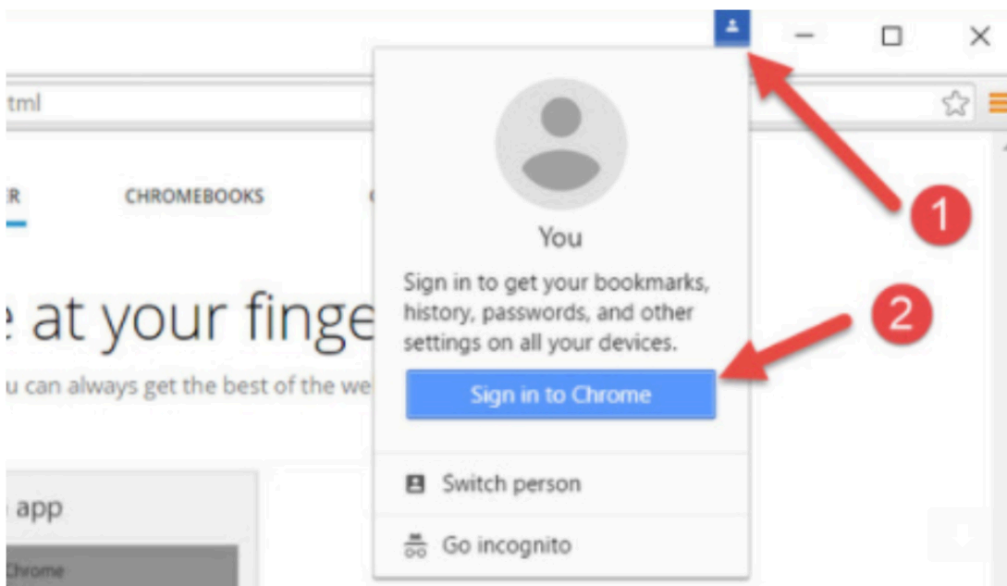 tml
ER
CHROMEBOOKS
1
You
Sign in to get your bookmarks,
history, passwords, and other
settings on all your devices.
2
e at your finge
u can always get the best of the we
Sign in to Chrome
Switch person
app
Go incognito
Chrome